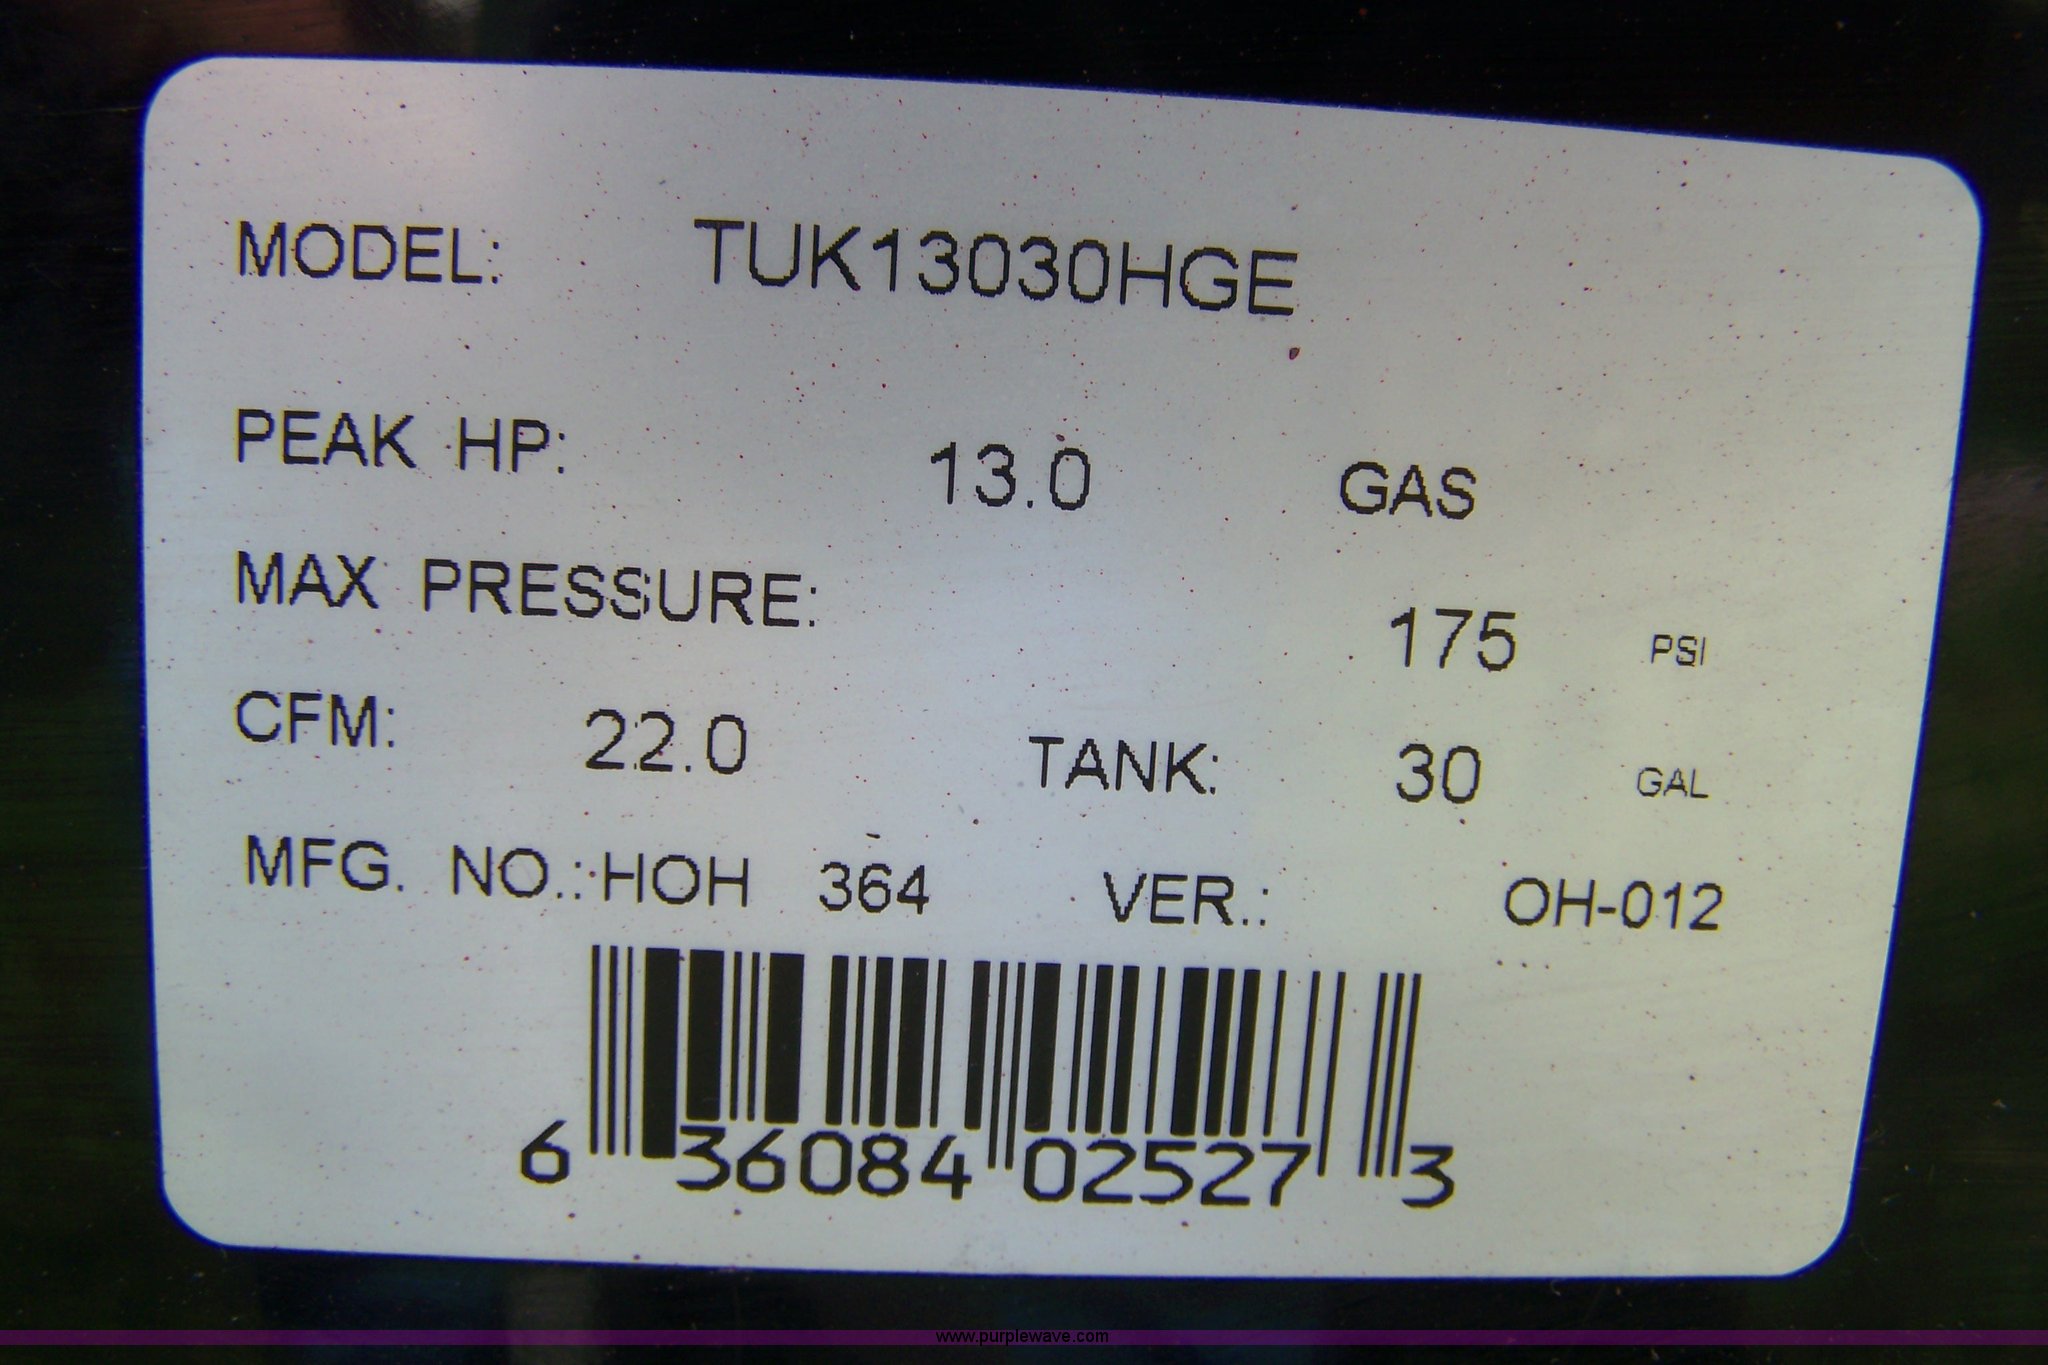 MODEL: TUK13030HGE
PEAK HP: 13.0 GAS
MAX PRESSURE: 175 PSI
CFM: 22.0 TANK: 30 GAL
MFG. NO.: HOH 364 VER.: OH-012
6 36084 02527 3
www.purplewave.com